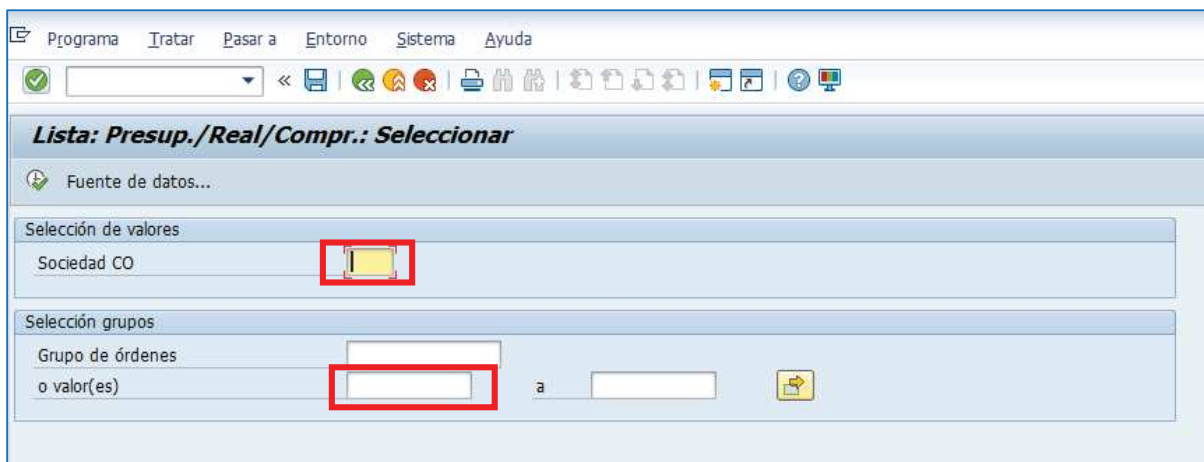 Programa Tratar Pasar a Entorno Sistema Ayuda
Lista: Presup./Real/Compr.: Seleccionar
Fuente de datos...
Selección de valores
Sociedad CO
Selección grupos
Grupo de órdenes
o valor(es) a